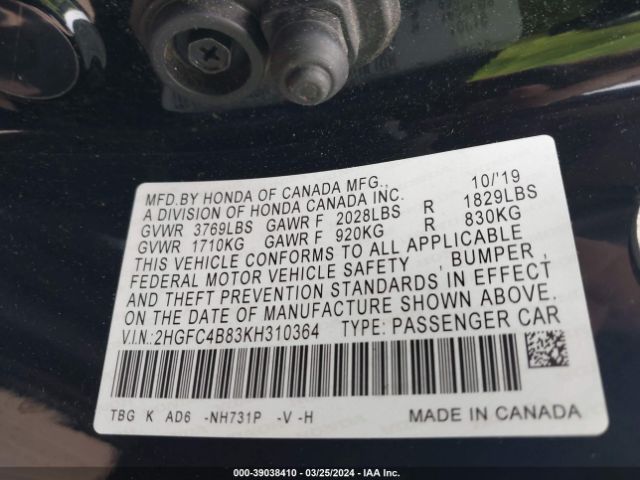 MFD.BY HONDA OF CANADA MFG., 10/'19
A DIVISION OF HONDA CANADA INC.
GVWR 3769LBS GAWR F 2028LBS R 1829LBS
GVWR 1710KG GAWR F 920KG R 830KG
THIS VEHICLE CONFORMS TO ALL APPLICABLE
FEDERAL MOTOR VEHICLE SAFETY , BUMPER ,
AND THEFT PREVENTION STANDARDS IN EFFECT
ON THE DATE OF MANUFACTURE SHOWN ABOVE.
V.I.N.:2HGFC4B83KH310364 TYPE: PASSENGER CAR
TBG K AD6 -NH731P -V -H MADE IN CANADA
000-39038410 - 03/25/2024 - IAA Inc.